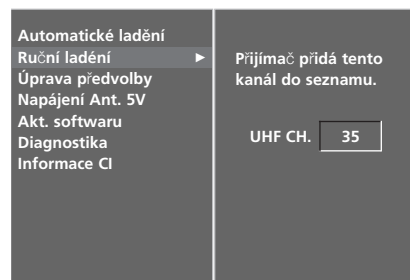 Automatické ladění
Ruční ladéní ►
Úprava předvolby
Napájení Ant. 5V
Akt. softwaru
Diagnostika
Informace CI
Přijímač přidá tento
kanál do seznamu.
UHF CH. 35